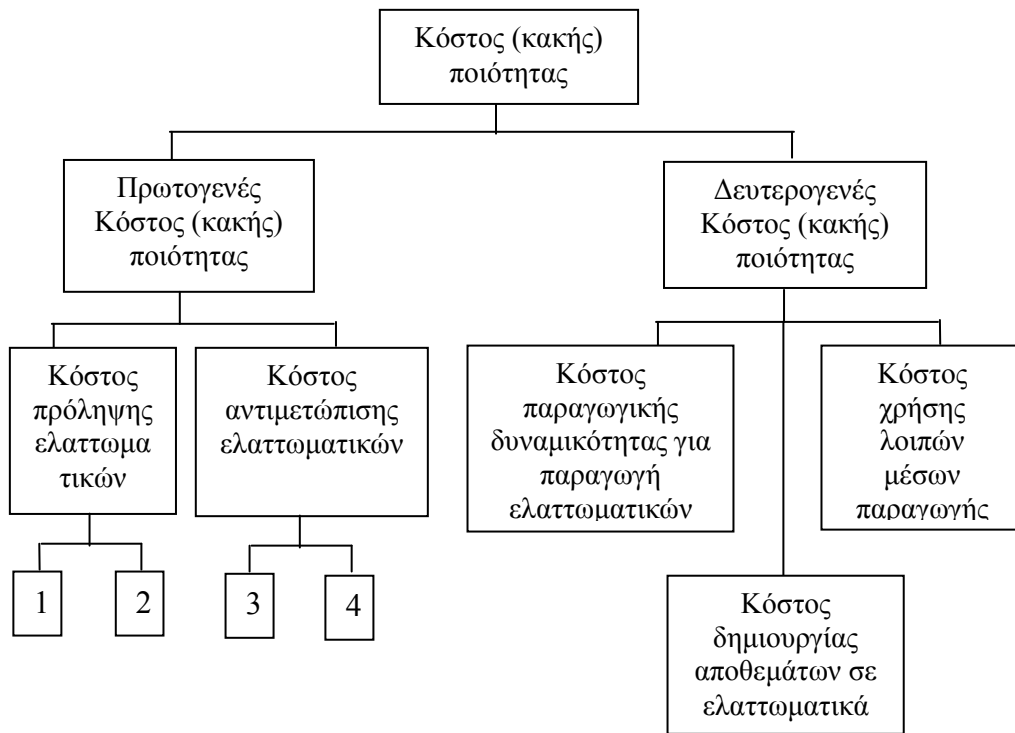 Κόστος (κακής)
ποιότητας
Πρωτογενές
Κόστος (κακής)
ποιότητας
Δευτερογενές
Κόστος (κακής)
ποιότητας
Κόστος
πρόληψης
ελαττωμα
τικών
Κόστος
αντιμετώπισης
ελαττωματικών
Κόστος
παραγωγικής
δυναμικότητας για
παραγωγή
ελαττωματικών
Κόστος
χρήσης
λοιπών
μέσων
παραγωγής
1
2
3
4
Κόστος
δημιουργίας
αποθεμάτων σε
ελαττωματικά